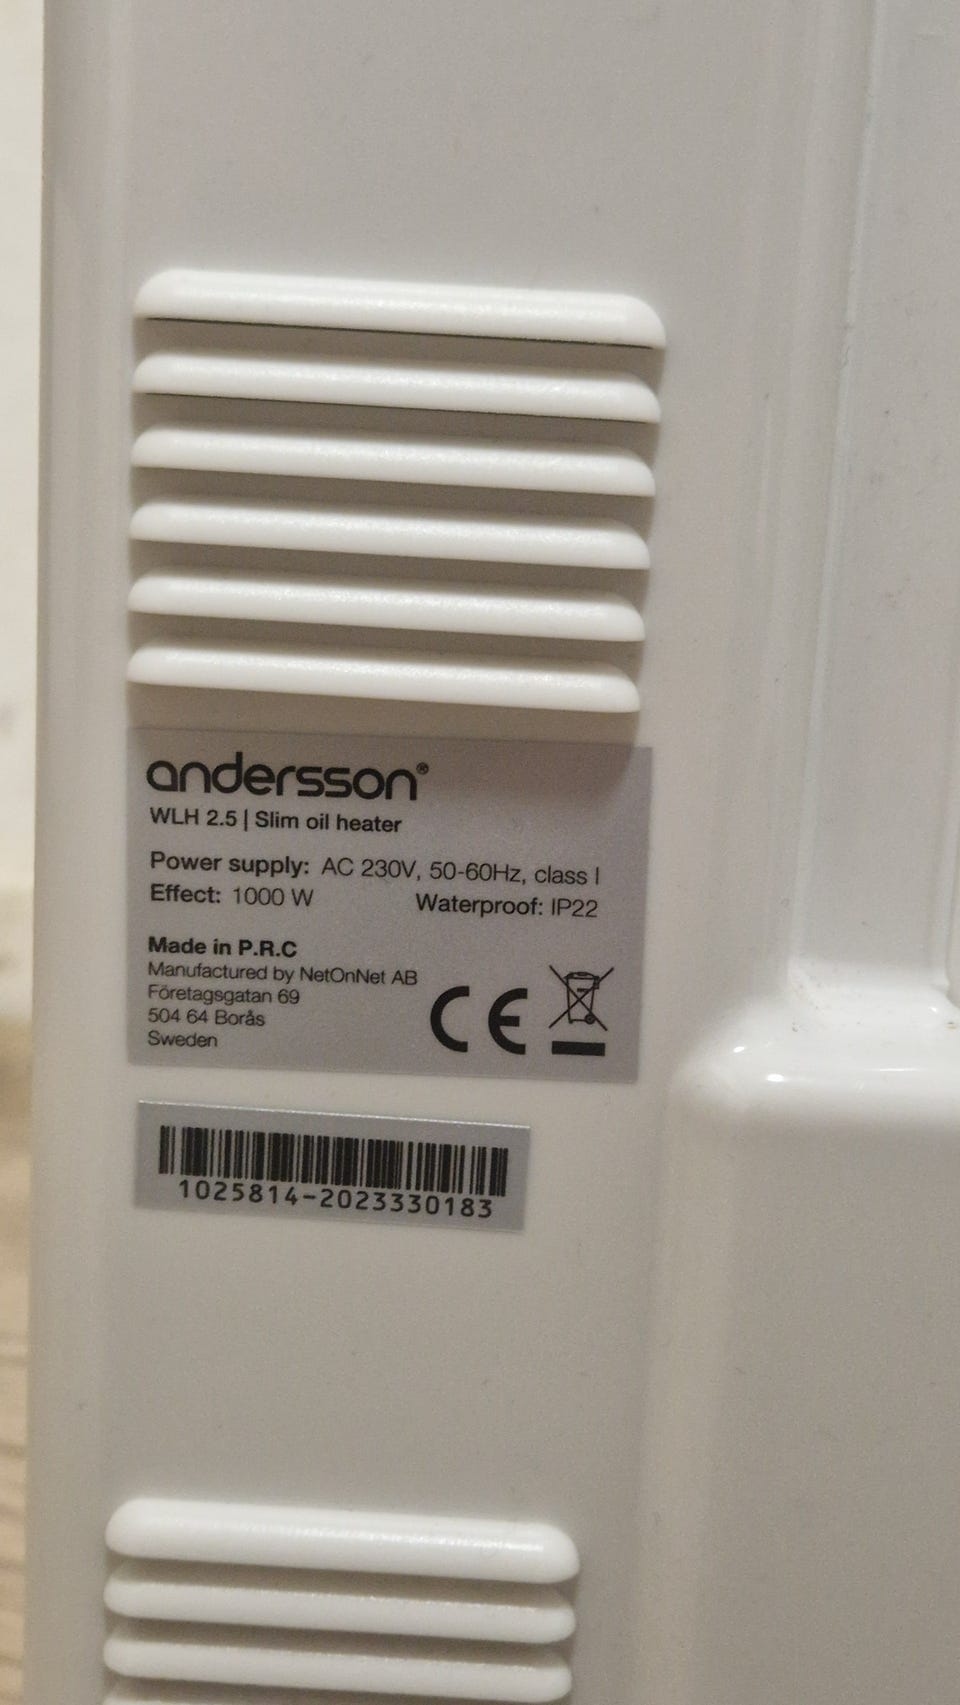 andersson®
WLH 2.5 | Slim oil heater
Power supply: AC 230V, 50-60Hz, class I
Effect: 1000 W Waterproof: IP22
Made in P.R.C
Manufactured by NetOnNet AB
Företagsgatan 69
504 64 Borås
Sweden
CE
1025814-2023330183